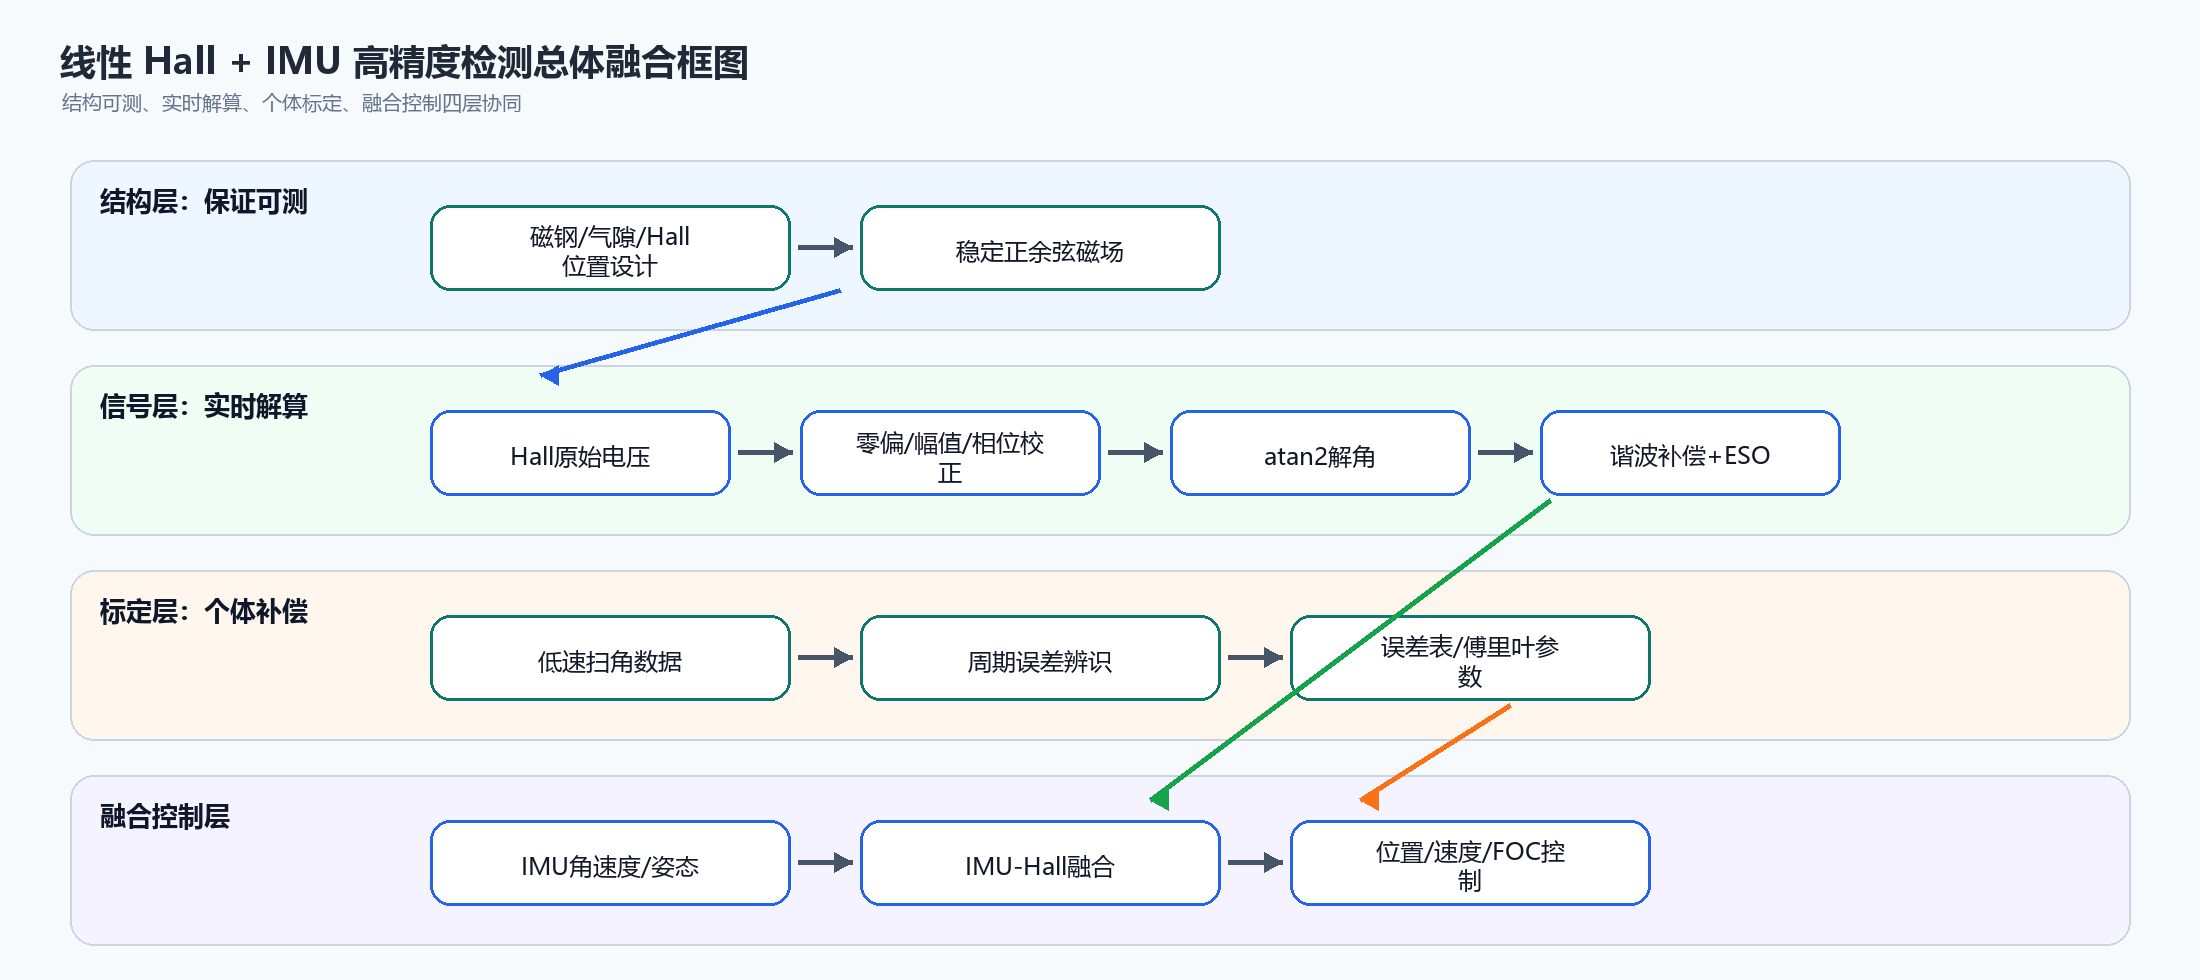 线性 Hall + IMU 高精度检测总体融合框图
结构可测、实时解算、个体标定、融合控制四层协同
结构层：保证可测
磁钢/气隙/Hall
位置设计
稳定正余弦磁场
信号层：实时解算
Hall原始电压
零偏/幅值/相位校
正
atan2解角
谐波补偿+ESO
标定层：个体补偿
低速扫角数据
周期误差辨识
误差表/傅里叶参
数
融合控制层
IMU角速度/姿态
IMU-Hall融合
位置/速度/FOC控
制